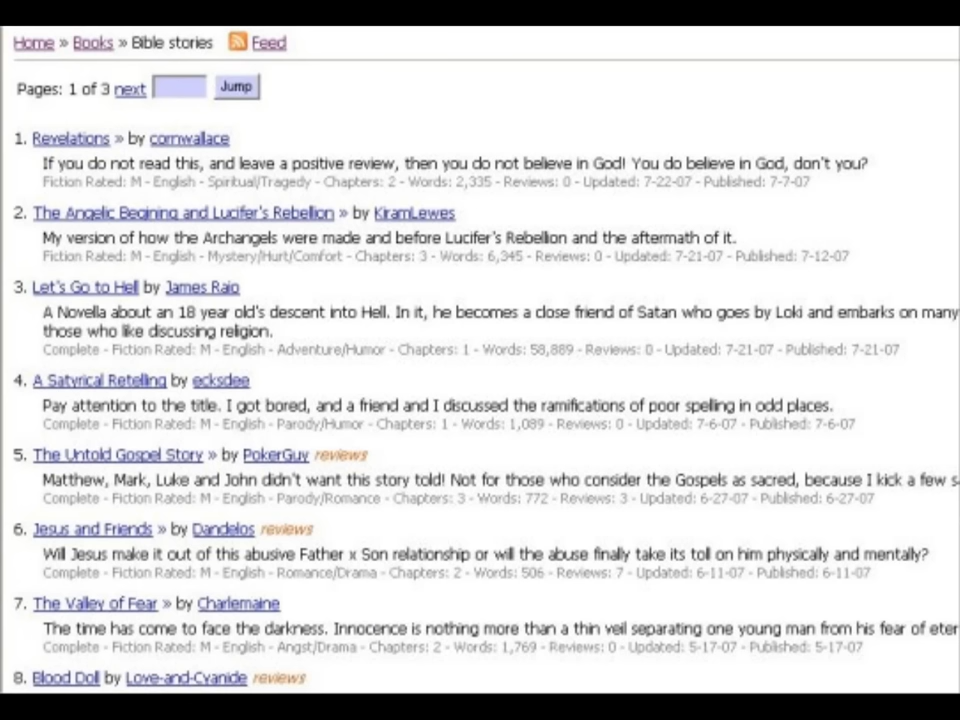 Home » Books » Bible stories Feed
Pages: 1 of 3 next Jump
1. Revelations » by cornwallace
If you do not read this, and leave a positive review, then you do not believe in God! You do believe in God, don't you?
Fiction Rated: M - English - Spiritual/Tragedy - Chapters: 2 - Words: 2,335 - Reviews: 0 - Updated: 7-22-07 - Published: 7-7-07
2. The Angelic Begining and Lucifer's Rebellion » by KiramLewes
My version of how the Archangels were made and before Lucifer's Rebellion and the aftermath of it.
Fiction Rated: M - English - Mystery/Hurt/Comfort - Chapters: 3 - Words: 6,345 - Reviews: 0 - Updated: 7-21-07 - Published: 7-12-07
3. Let's Go to Hell by James Raio
A Novella about an 18 year old's descent into Hell. In it, he becomes a close friend of Satan who goes by Loki and embarks on many
those who like discussing religion.
Complete - Fiction Rated: M - English - Adventure/Humor - Chapters: 1 - Words: 58,889 - Reviews: 0 - Updated: 7-21-07 - Published: 7-21-07
4. A Satyrical Retelling by ecksdee
Pay attention to the title. I got bored, and a friend and I discussed the ramifications of poor spelling in odd places.
Complete - Fiction Rated: M - English - Parody/Humor - Chapters: 1 - Words: 1,089 - Reviews: 0 - Updated: 7-6-07 - Published: 7-6-07
5. The Untold Gospel Story » by PokerGuy reviews
Matthew, Mark, Luke and John didn't want this story told! Not for those who consider the Gospels as sacred, because I kick a few
Complete - Fiction Rated: M - English - Parody/Romance - Chapters: 3 - Words: 772 - Reviews: 3 - Updated: 6-27-07 - Published: 6-27-07
6. Jesus and Friends » by Dandelos reviews
Will Jesus make it out of this abusive Father x Son relationship or will the abuse finally take its toll on him physically and mentally?
Complete - Fiction Rated: M - English - Romance/Drama - Chapters: 2 - Words: 506 - Reviews: 7 - Updated: 6-11-07 - Published: 6-11-07
7. The Valley of Fear » by Charlemaine
The time has come to face the darkness. Innocence is nothing more than a thin veil separating one young man from his fear of
Complete - Fiction Rated: M - English - Angst/Drama - Chapters: 2 - Words: 1,769 - Reviews: 0 - Updated: 5-17-07 - Published: 5-17-07
8. Blood Doll by Love-and-Cyanide reviews